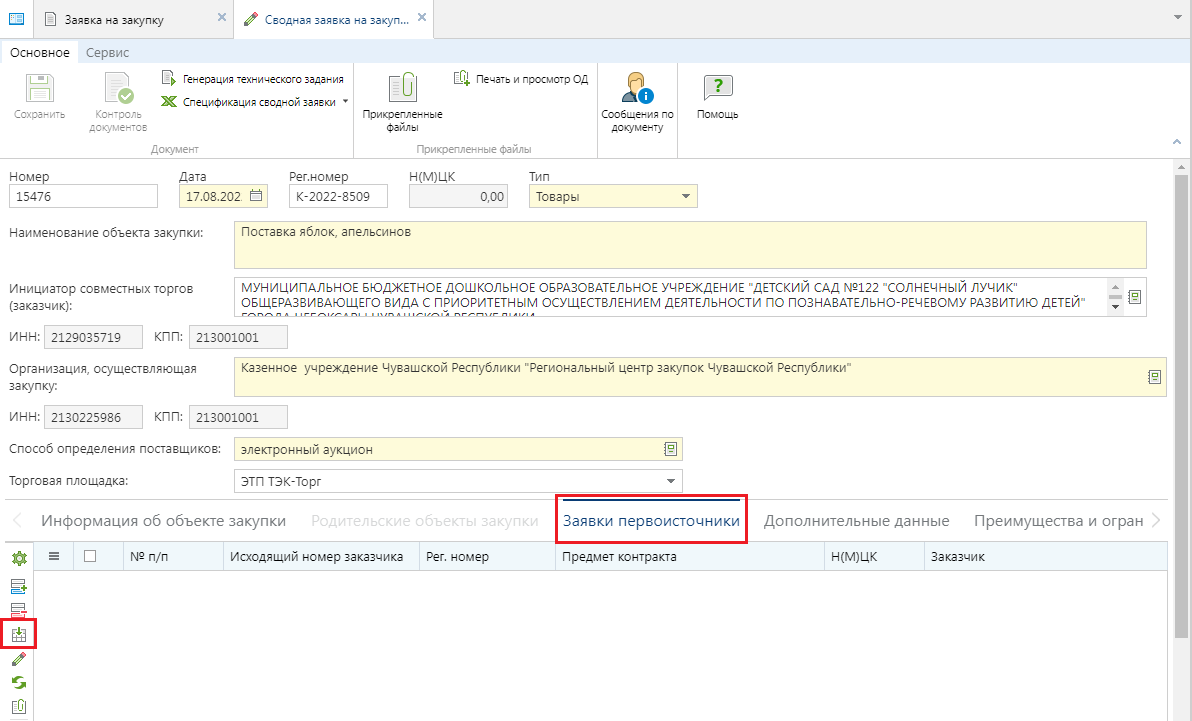 Заявка на закупку
Сводная заявка на закуп...
Основное
Сервис
Сохранить
Контроль документов
Генерация технического задания
Спецификация сводной заявки
Документ
Прикрепленные файлы
Печать и просмотр ОД
Прикрепленные файлы
Сообщения по документу
Помощь
Номер
Дата
Рег.номер
Н(М)ЦК
Тип
15476
17.08.202
К-2022-8509
0,00
Товары
Наименование объекта закупки:
Поставка яблок, апельсинов
Инициатор совместных торгов (заказчик):
МУНИЦИПАЛЬНОЕ БЮДЖЕТНОЕ ДОШКОЛЬНОЕ ОБРАЗОВАТЕЛЬНОЕ УЧРЕЖДЕНИЕ "ДЕТСКИЙ САД №122 "СОЛНЕЧНЫЙ ЛУЧИК"
ОБЩЕРАЗВИВАЮЩЕГО ВИДА С ПРИОРИТЕТНЫМ ОСУЩЕСТВЛЕНИЕМ ДЕЯТЕЛЬНОСТИ ПО ПОЗНАВАТЕЛЬНО-РЕЧЕВОМУ РАЗВИТИЮ ДЕТЕЙ"
ГОРОДА ЧЕБОКСАРЫ ЧУВАШСКОЙ РЕСПУБЛИКИ
ИНН: 2129035719 КПП: 213001001
Организация, осуществляющая закупку:
Казенное учреждение Чувашской Республики "Региональный центр закупок Чувашской Республики"
ИНН: 2130225986 КПП: 213001001
Способ определения поставщиков: электронный аукцион
Торговая площадка: ЭТП ТЭК-Торг
Информация об объекте закупки
Родительские объекты закупки
Заявки первоисточники
Дополнительные данные
Преимущества и огран
№ п/п
Исходящий номер заказчика
Рег. номер
Предмет контракта
Н(М)ЦК
Заказчик